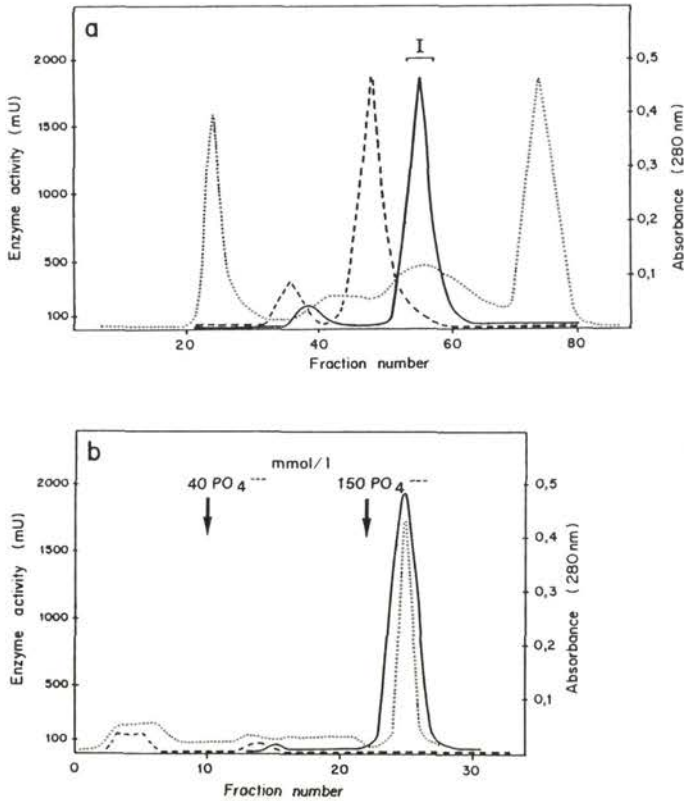 a
I
Enzyme activity (mU)
2000
1500
1000
500
100
0,5
0,4
0,3
0,2
0,1
Absorbance (280 nm)
20 40 60 80
Fraction number
b
mmol/l
40 PO4--- 150 PO4---
Enzyme activity (mU)
2000
1500
1000
500
100
0,5
0,4
0,3
0,2
0,1
Absorbance (280 nm)
0 10 20 30
Fraction number